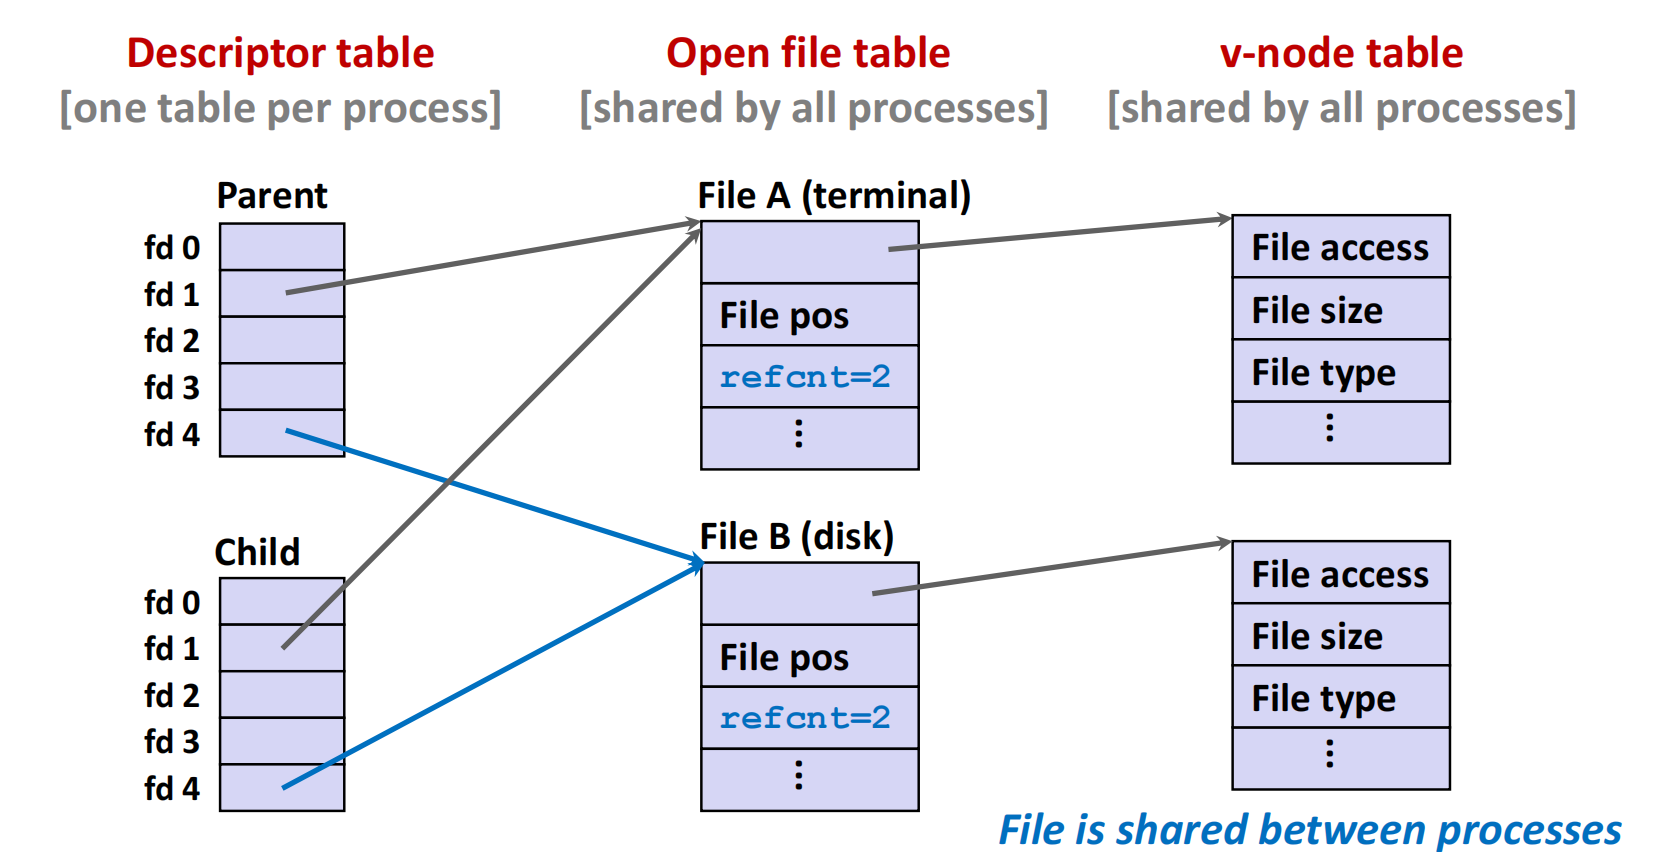 Descriptor table
[one table per process]
Open file table
[shared by all processes]
v-node table
[shared by all processes]
Parent
fd 0
fd 1
fd 2
fd 3
fd 4
Child
fd 0
fd 1
fd 2
fd 3
fd 4
File A (terminal)
File pos
refcnt=2
⋮
File B (disk)
File pos
refcnt=2
⋮
File access
File size
File type
⋮
File access
File size
File type
⋮
File is shared between processes